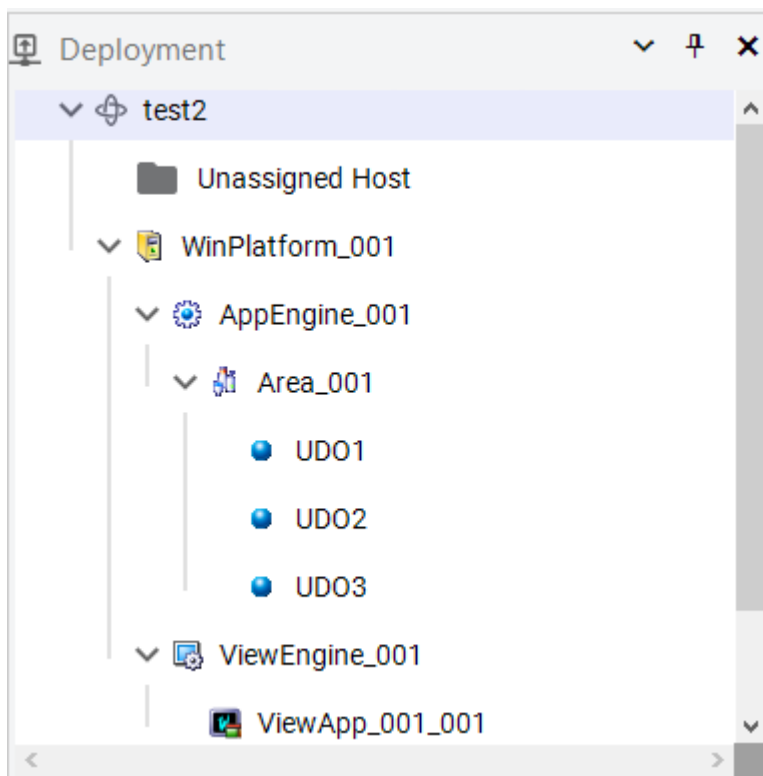 Deployment
test2
Unassigned Host
WinPlatform_001
AppEngine_001
Area_001
UDO1
UDO2
UDO3
ViewEngine_001
ViewApp_001_001